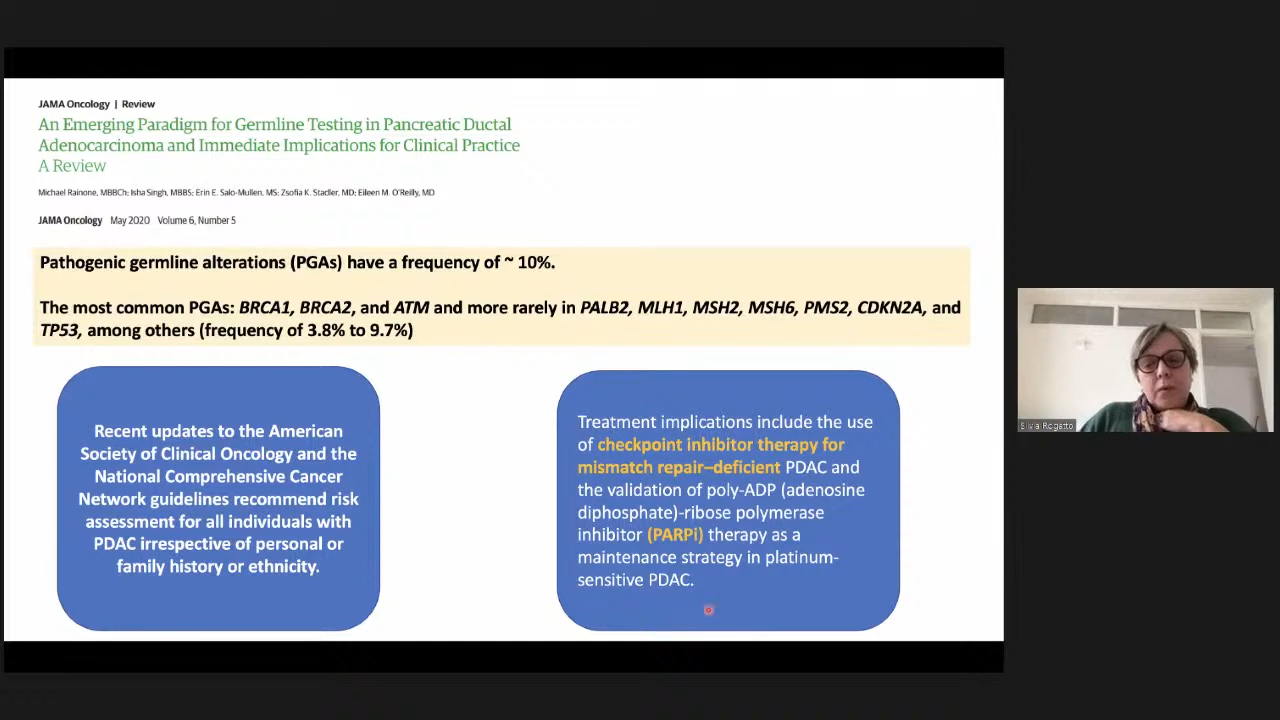 JAMA Oncology | Review
An Emerging Paradigm for Germline Testing in Pancreatic Ductal
Adenocarcinoma and Immediate Implications for Clinical Practice
A Review
Michael Rainone, MBBCh; Isha Singh, MBBS; Erin E. Salo-Mullen, MS; Zsofia K. Stadler, MD; Eileen M. O'Reilly, MD
JAMA Oncology May 2020 Volume 6, Number 5
Pathogenic germline alterations (PGAs) have a frequency of ~ 10%.
The most common PGAs: BRCA1, BRCA2, and ATM and more rarely in PALB2, MLH1, MSH2, MSH6, PMS2, CDKN2A, and
TP53, among others (frequency of 3.8% to 9.7%)
Recent updates to the American
Society of Clinical Oncology and the
National Comprehensive Cancer
Network guidelines recommend risk
assessment for all individuals with
PDAC irrespective of personal or
family history or ethnicity.
Treatment implications include the use
of checkpoint inhibitor therapy for
mismatch repair–deficient PDAC and
the validation of poly-ADP (adenosine
diphosphate)-ribose polymerase
inhibitor (PARPi) therapy as a
maintenance strategy in platinum-
sensitive PDAC.
Silvia Rogatto